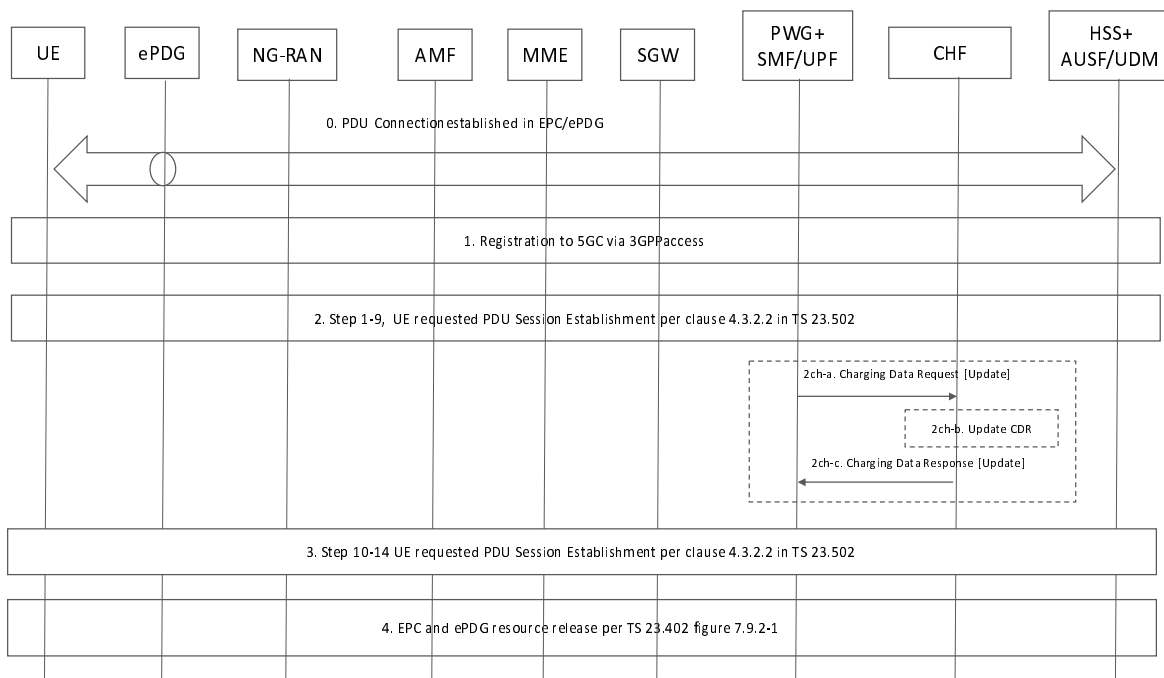 UE
ePDG
NG-RAN
AMF
MME
SGW
PWG+
SMF/UPF
CHF
HSS+
AUSF/UDM
0. PDU Connectionestablished in EPC/ePDG
1. Registration to 5GC via 3GPPaccess
2. Step 1-9, UE requested PDU Session Establishment per clause 4.3.2.2 in TS 23.502
2ch-a. Charging Data Request [Update]
2ch-b. Update CDR
2ch-c. Charging Data Response [Update]
3. Step 10-14 UE requested PDU Session Establishment per clause 4.3.2.2 in TS 23.502
4. EPC and ePDG resource release per TS 23.402 figure 7.9.2-1